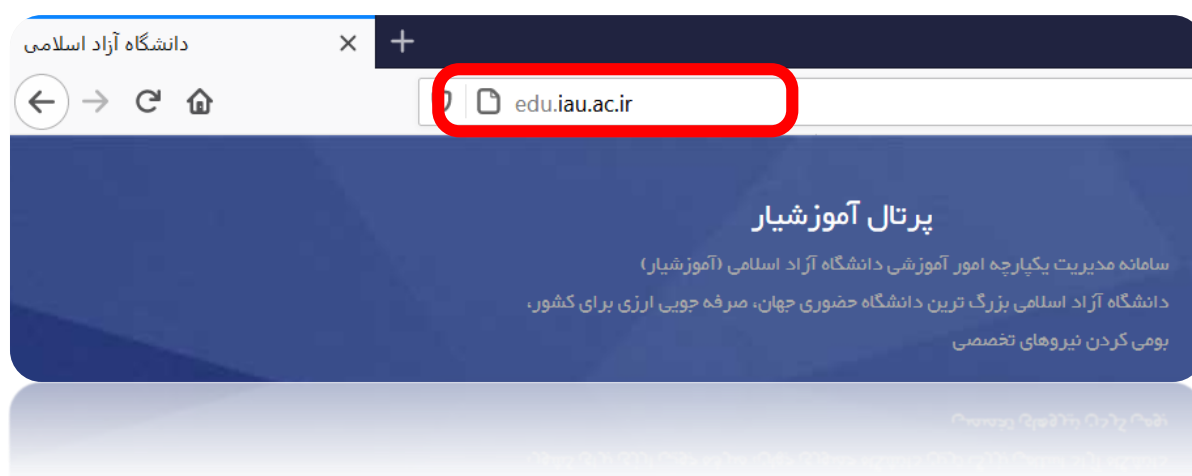 دانشگاه آزاد اسلامی
edu.iau.ac.ir
پرتال آموزشیار
سامانه مدیریت یکپارچه امور آموزشی دانشگاه آزاد اسلامی (آموزشیار)
دانشگاه آزاد اسلامی بزرگ ترین دانشگاه حضوری جهان، صرفه جویی ارزی برای کشور،
بومی کردن نیروهای تخصصی